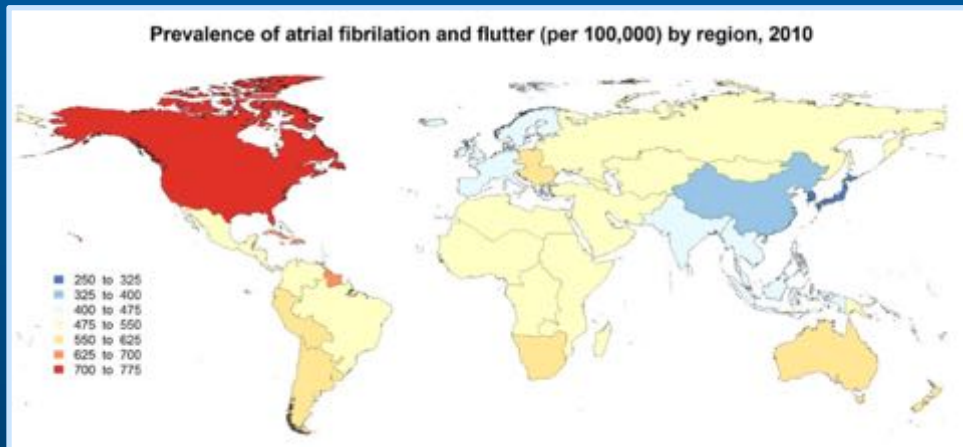 Prevalence of atrial fibrilation and flutter (per 100,000) by region, 2010
250 to 325
325 to 400
400 to 475
475 to 550
550 to 625
625 to 700
700 to 775